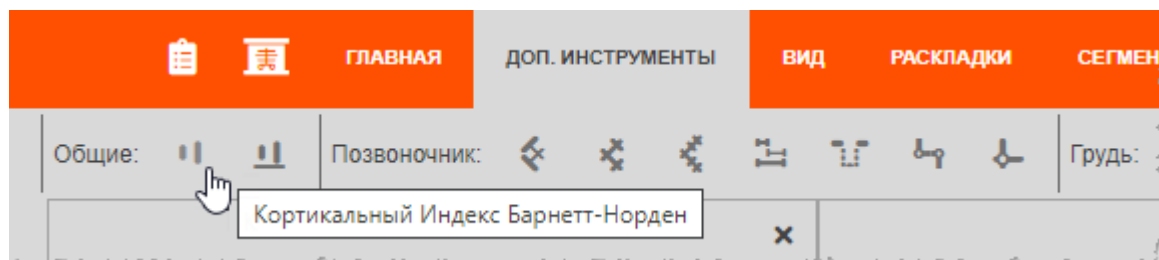 ГЛАВНАЯ ДОП. ИНСТРУМЕНТЫ ВИД РАСКЛАДКИ
Общие: Позвоночник: Грудь:
Кортикальный Индекс Барнетт-Норден